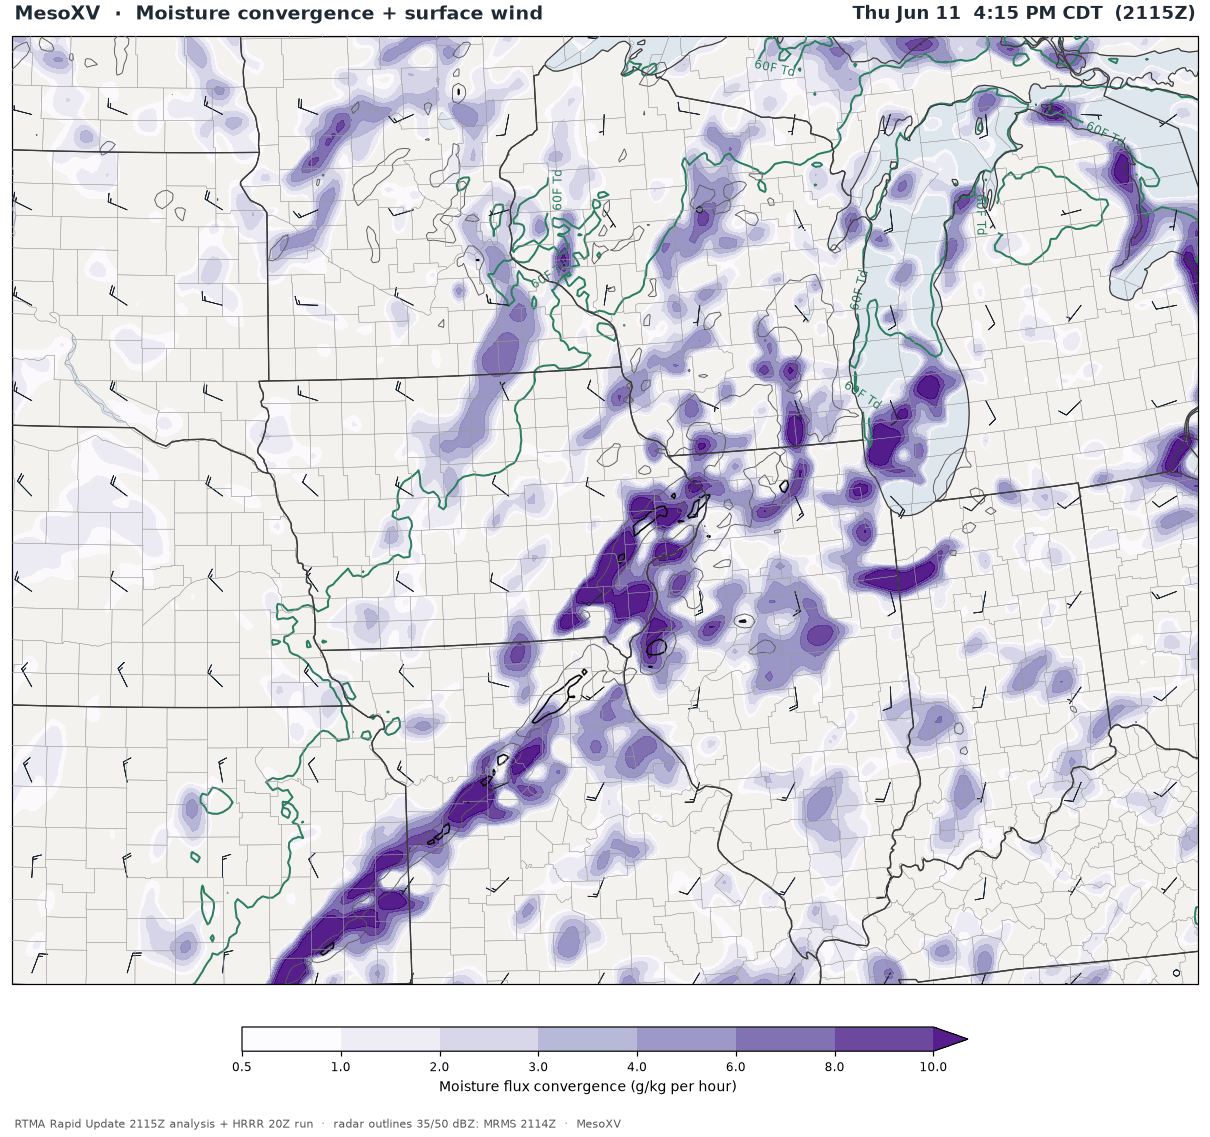 MesoXV · Moisture convergence + surface wind
Thu Jun 11 4:15 PM CDT (2115Z)
60F Td
60F Td
60F Td
60F
60F Td
60F Td
60F Td
0.5 1.0 2.0 3.0 4.0 6.0 8.0 10.0
Moisture flux convergence (g/kg per hour)
RTMA Rapid Update 2115Z analysis + HRRR 20Z run · radar outlines 35/50 dBZ: MRMS 2114Z · MesoXV